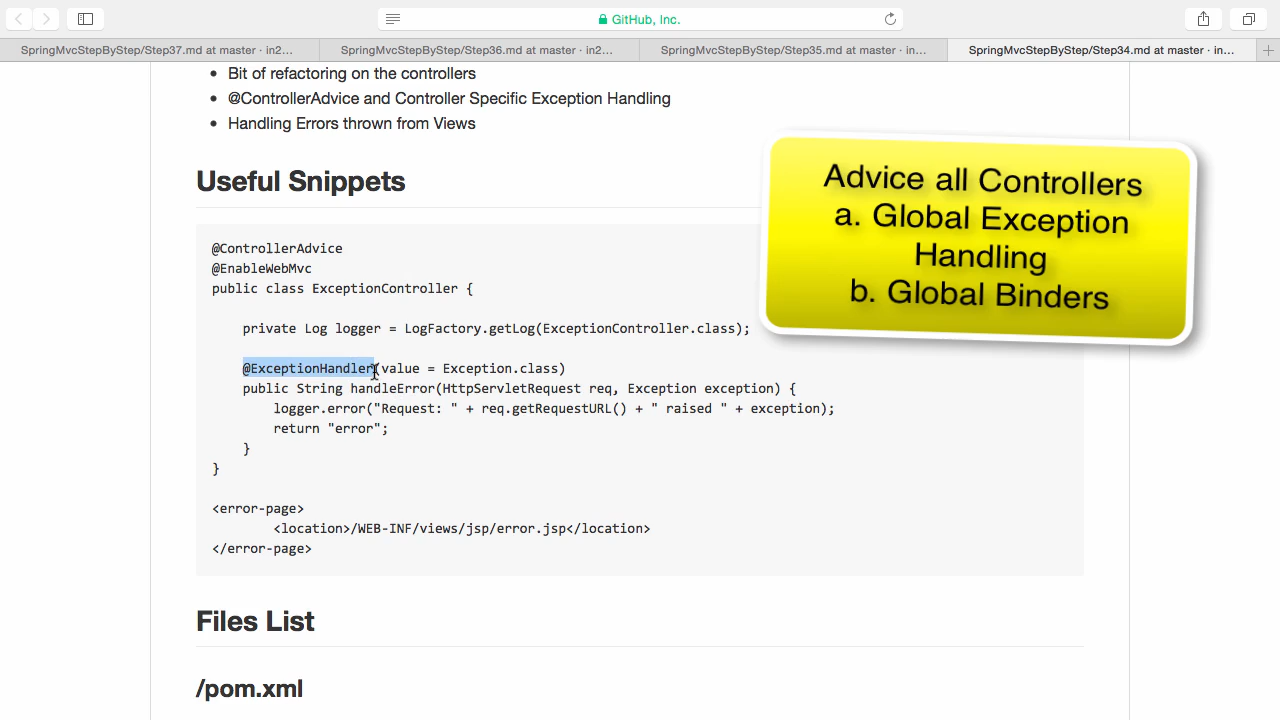 GitHub, Inc.
SpringMvcStepByStep/Step37.md at master · in2...
SpringMvcStepByStep/Step36.md at master · in2...
SpringMvcStepByStep/Step35.md at master · in...
SpringMvcStepByStep/Step34.md at master · in...
Bit of refactoring on the controllers
@ControllerAdvice and Controller Specific Exception Handling
Handling Errors thrown from Views
Useful Snippets
Advice all Controllers
a. Global Exception
Handling
b. Global Binders
@ControllerAdvice
@EnableWebMvc
public class ExceptionController {
private Log logger = LogFactory.getLog(ExceptionController.class);
@ExceptionHandler(value = Exception.class)
public String handleError(HttpServletRequest req, Exception exception) {
logger.error("Request: " + req.getRequestURL() + " raised " + exception);
return "error";
}
}
<error-page>
<location>/WEB-INF/views/jsp/error.jsp</location>
</error-page>
Files List
/pom.xml